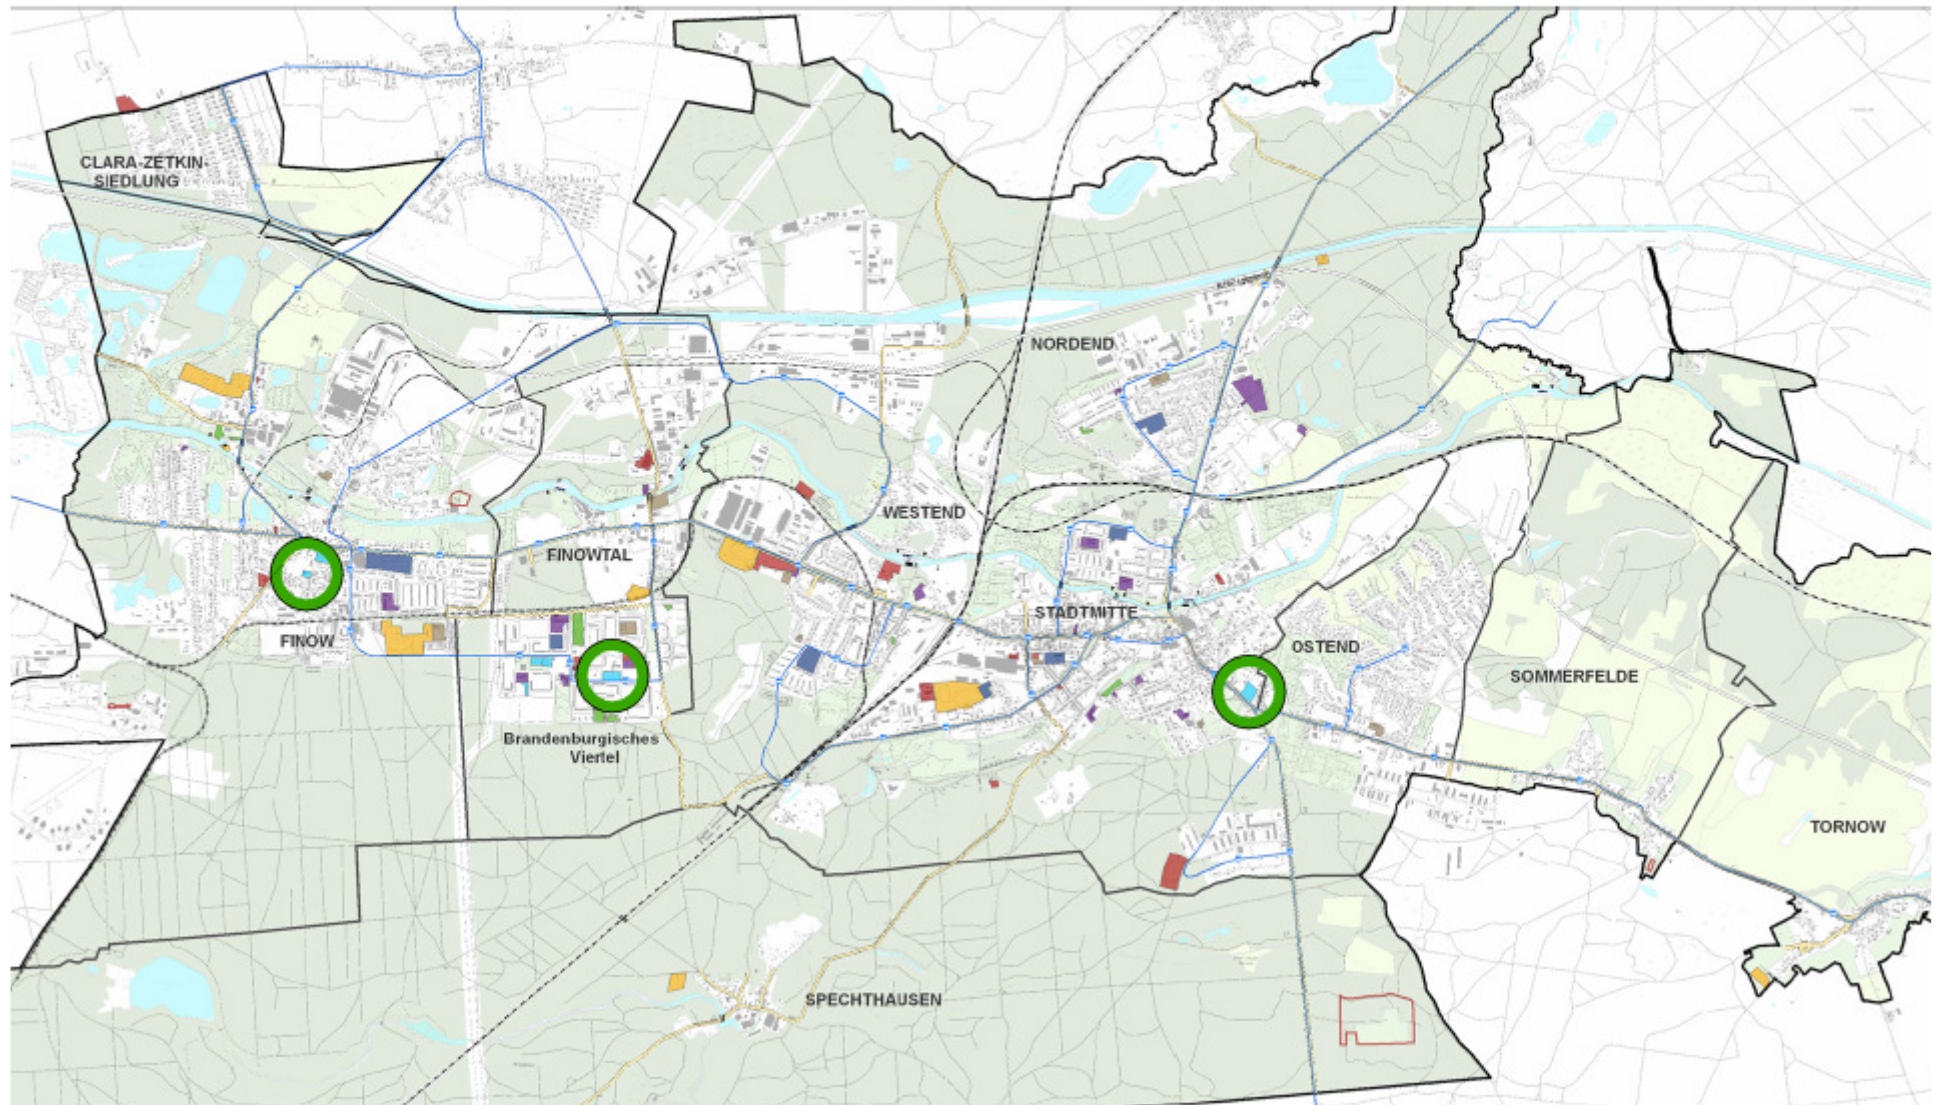 CLARA-ZETKIN-
SIEDLUNG
NORDEND
WESTEND
FINOWTAL
STADTMITTE
FINOW
OSTEND
SOMMERFELDE
Brandenburgisches
Viertel
TORNOW
SPECHTHAUSEN